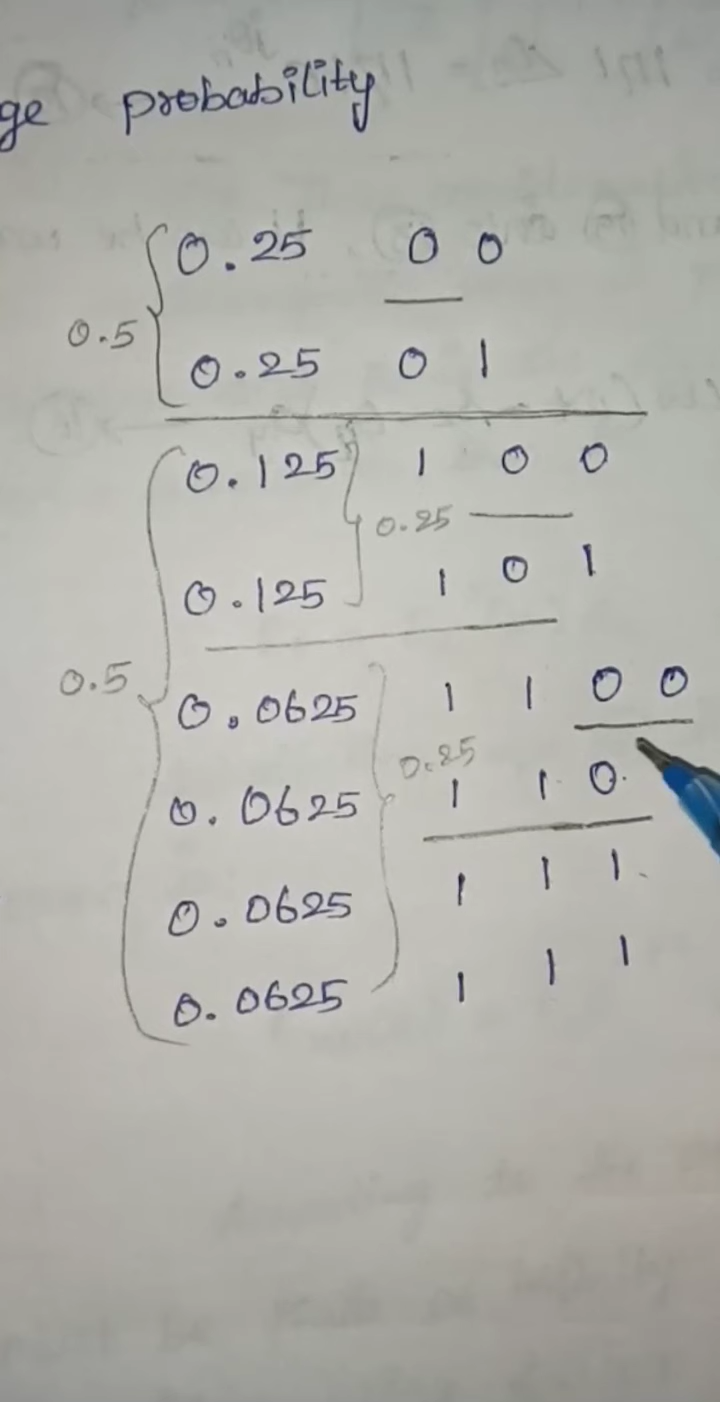 ge probability
0.25 0 0
0.5
0.25 0 1
0.125 1 0 0
0.25
0.125 1 0 1
0.5
0.0625 1 1 0 0
0.25
0.0625 1 1 0
0.0625 1 1 1
0.0625 1 1 1